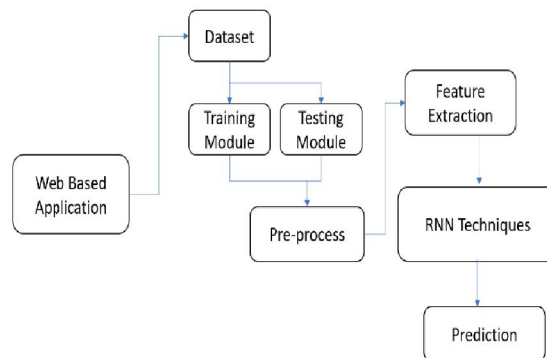 Dataset
Training
Module
Testing
Module
Web Based
Application
Pre-process
Feature
Extraction
RNN Techniques
Prediction